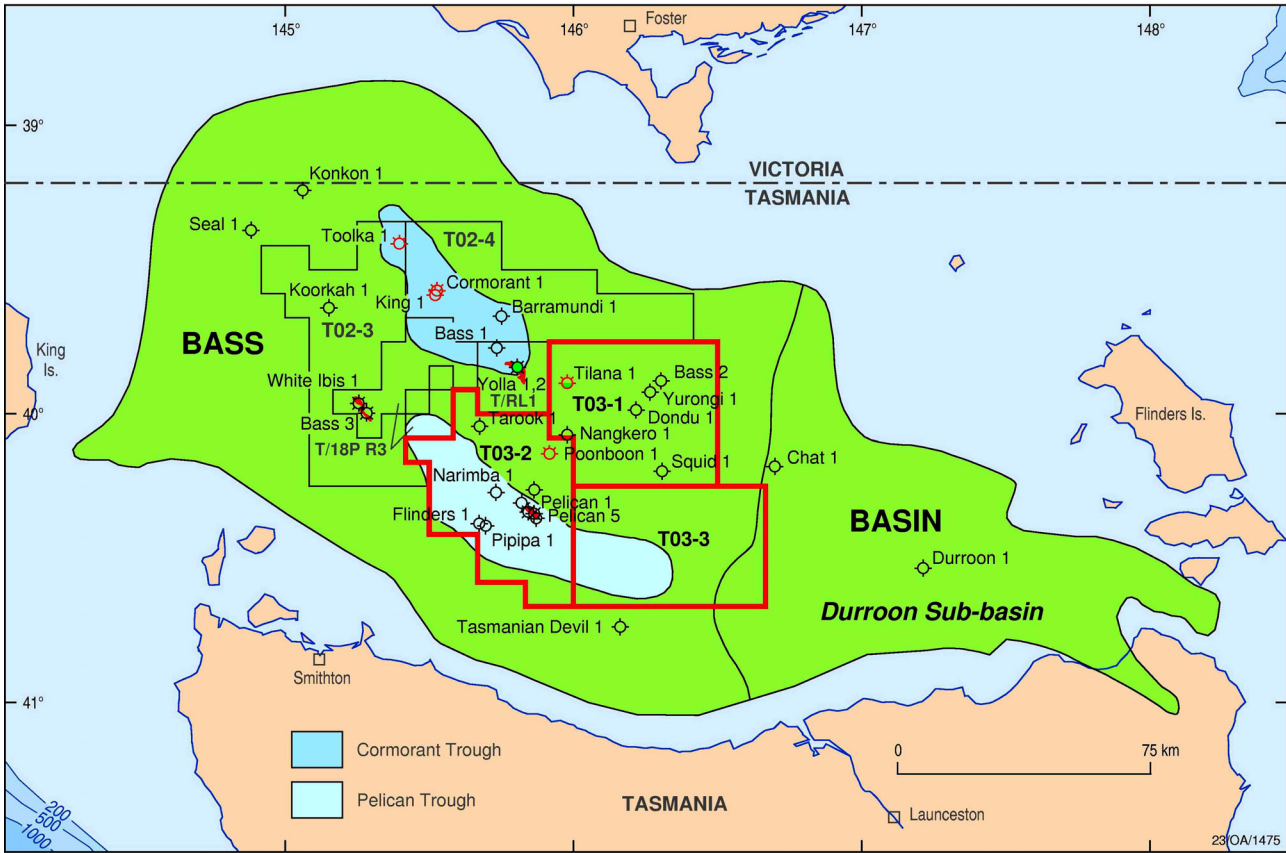 145°
146°
147°
148°
Foster
39°
VICTORIA
TASMANIA
Konkon 1
Seal 1
Toolka 1
T02-4
Cormorant 1
Koorkah 1
King 1
Barramundi 1
T02-3
Bass 1
BASS
King
Is.
White Ibis 1
Yolla 1,2
T/RL1
Tilana 1
Bass 2
Yurongi 1
T03-1
Dondu 1
40°
Bass 3
Tarook 1
Nangkero 1
T/18P R3
T03-2
Poonboon 1
Flinders Is.
Narimba 1
Squid 1
Chat 1
Pelican 1
Flinders 1
Pelican 5
Pipipa 1
T03-3
BASIN
Durroon 1
Durroon Sub-basin
Tasmanian Devil 1
Smithton
41°
Cormorant Trough
Pelican Trough
0
75 km
TASMANIA
Launceston
200
500
1000
23/OA/1475